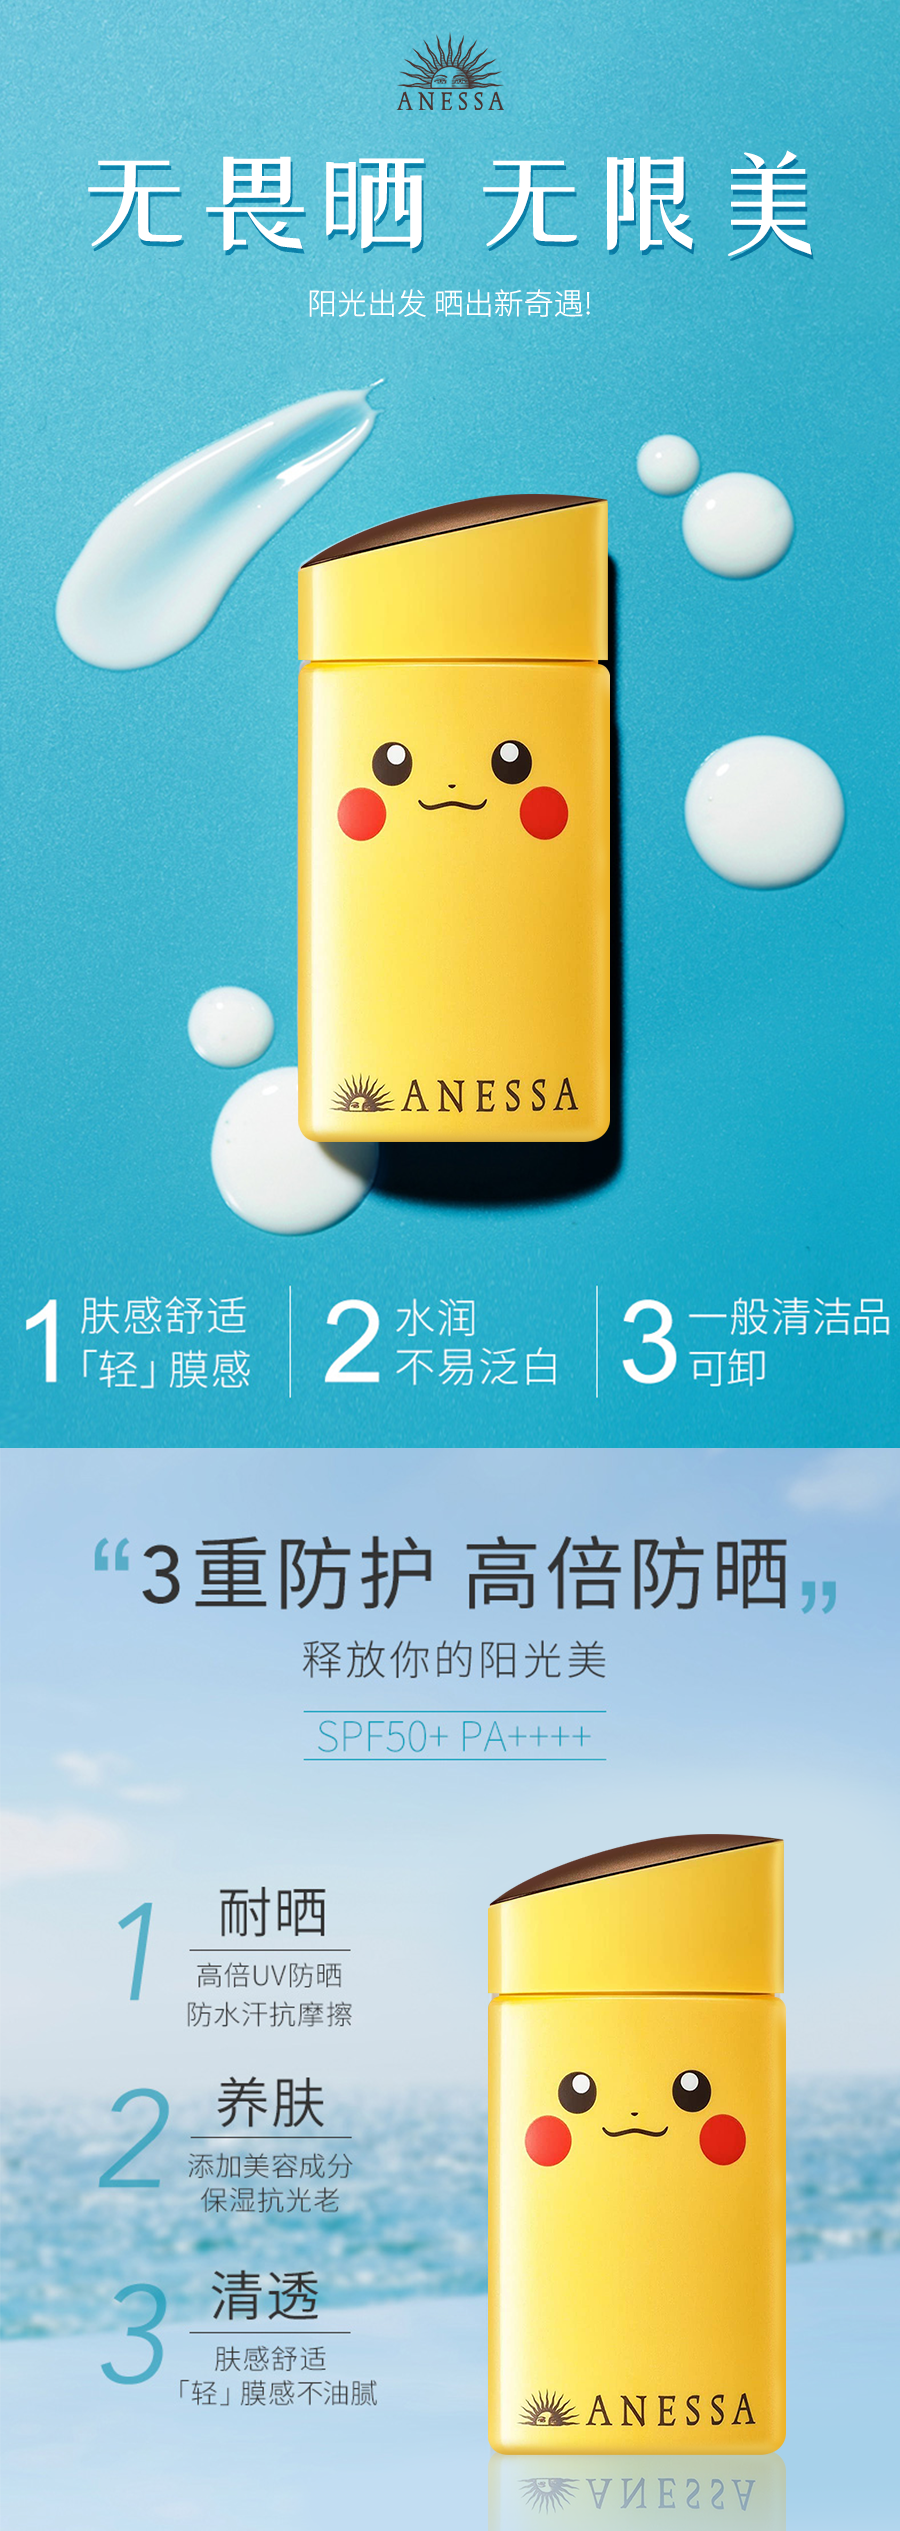 ANESSA
无畏晒 无限美
阳光出发 晒出新奇遇!
ANESSA
1 肤感舒适
「轻」膜感
2 水润
不易泛白
3 一般清洁品
可卸
“3重防护 高倍防晒”
释放你的阳光美
SPF50+ PA++++
1 耐晒
高倍UV防晒
防水汗抗摩擦
2 养肤
添加美容成分
保湿抗光老
3 清透
肤感舒适
「轻」膜感不油腻
ANESSA
ANESSA